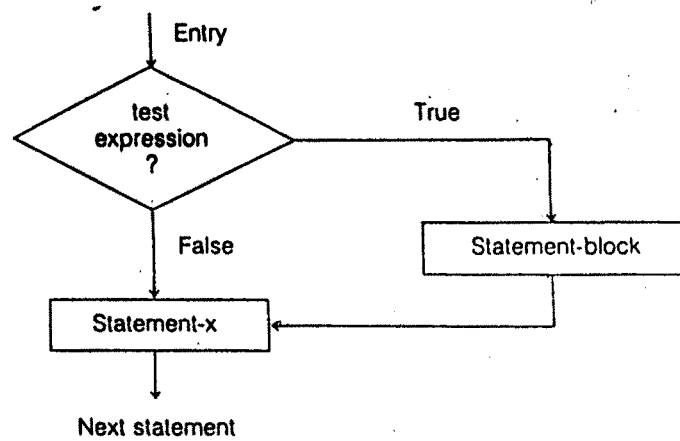 Entry
test
expression
?
True
False
Statement-block
Statement-x
Next statement